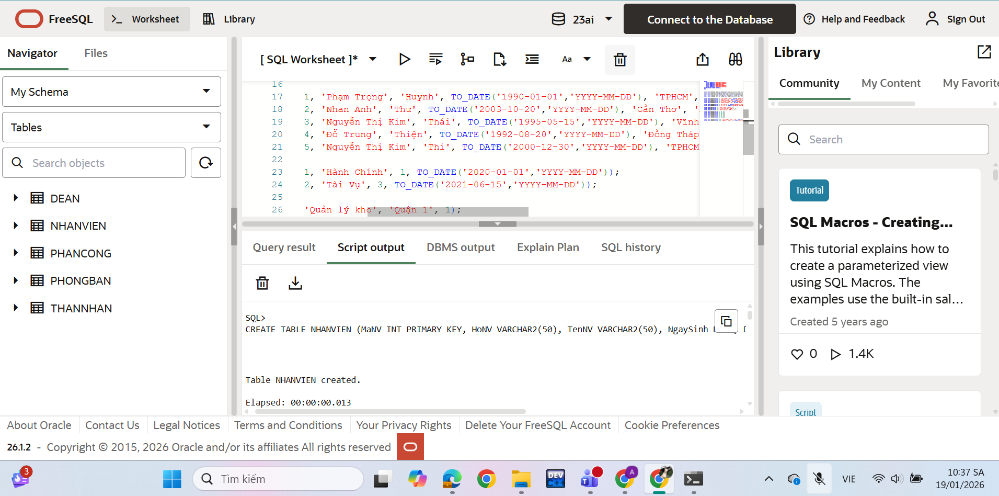 FreeSQL
Worksheet
Library
23ai
Connect to the Database
Help and Feedback
Sign Out
Navigator
Files
My Schema
Tables
Search objects
DEAN
NHANVIEN
PHANCONG
PHONGBAN
THANNHAN
[ SQL Worksheet ]*
Aa
16
17 1, 'Phạm Trọng', 'Huynh', TO_DATE('1990-01-01','YYYY-MM-DD'), 'TPHCM',
18 2, 'Nhan Anh', 'Thư', TO_DATE('2003-10-20','YYYY-MM-DD'), 'Cần Thơ', '
19 3, 'Nguyễn Thị Kim', 'Thái', TO_DATE('1995-05-15','YYYY-MM-DD'), 'Vĩnh
20 4, 'Đỗ Trung', 'Thiện', TO_DATE('1992-08-20','YYYY-MM-DD'), 'Đồng Tháp
21 5, 'Nguyễn Thị Kim', 'Thi', TO_DATE('2000-12-30','YYYY-MM-DD'), 'TPHCM
22
23 1, 'Hành Chính', 1, TO_DATE('2020-01-01','YYYY-MM-DD'));
24 2, 'Tài Vụ', 3, TO_DATE('2021-06-15','YYYY-MM-DD'));
25
26 'Quản lý kho', 'Quận 1', 1);
Query result
Script output
DBMS output
Explain Plan
SQL history
SQL>
CREATE TABLE NHANVIEN (MaNV INT PRIMARY KEY, HoNV VARCHAR2(50), TenNV VARCHAR2(50), NgaySinh
Table NHANVIEN created.
Elapsed: 00:00:00.013
Library
Community
My Content
My Favorite
Search
Tutorial
SQL Macros - Creating...
This tutorial explains how to
create a parameterized view
using SQL Macros. The
examples use the built-in sal...
Created 5 years ago
0
1.4K
Script
About Oracle
Contact Us
Legal Notices
Terms and Conditions
Your Privacy Rights
Delete Your FreeSQL Account
Cookie Preferences
26.1.2 - Copyright © 2015, 2026 Oracle and/or its affiliates All rights reserved
3
Tìm kiếm
DEV
C++
T
A
VIE
10:37 SA
19/01/2026